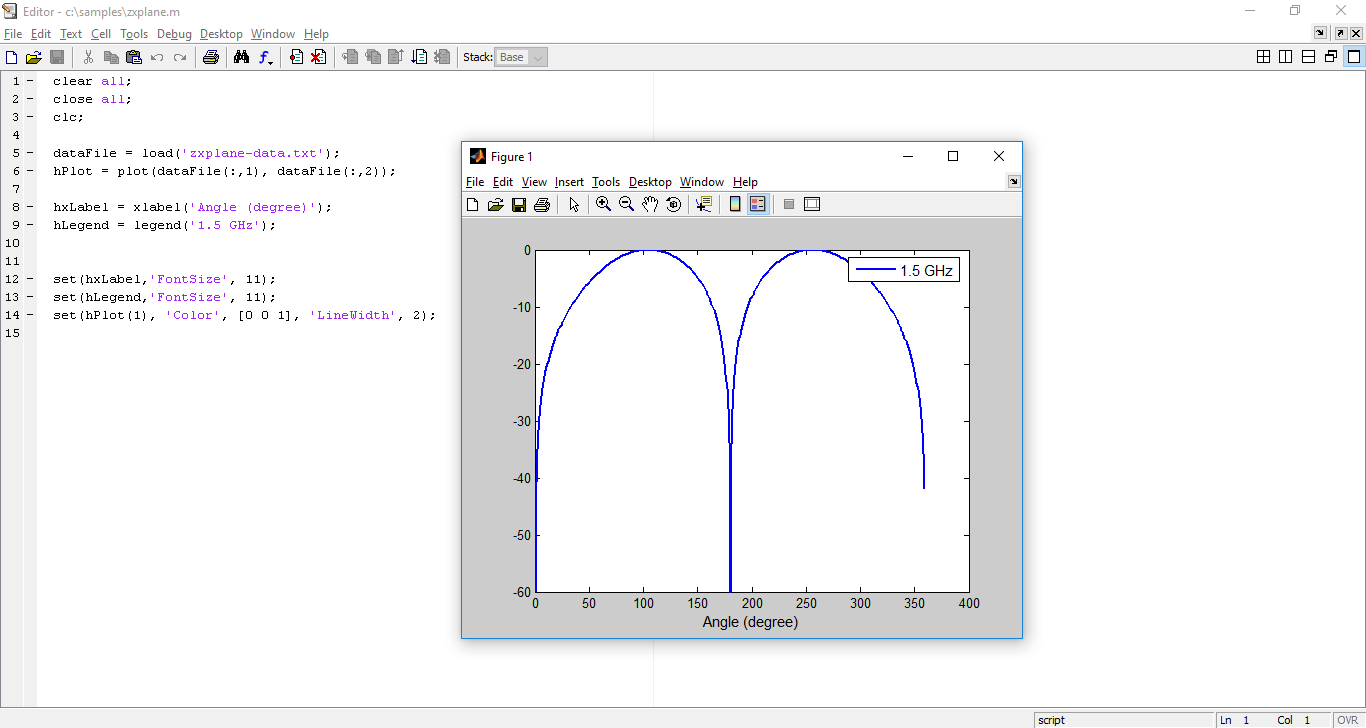 Editor - c:\samples\zxplane.m
File Edit Text Cell Tools Debug Desktop Window Help
Stack: Base
1 - clear all;
2 - close all;
3 - clc;
4
5 - dataFile = load('zxplane-data.txt');
6 - hPlot = plot(dataFile(:,1), dataFile(:,2));
7
8 - hxLabel = xlabel('Angle (degree)');
9 - hLegend = legend('1.5 GHz');
10
11
12 - set(hxLabel,'FontSize', 11);
13 - set(hLegend,'FontSize', 11);
14 - set(hPlot(1), 'Color', [0 0 1], 'LineWidth', 2);
15
Figure 1
File Edit View Insert Tools Desktop Window Help
1.5 GHz
0
-10
-20
-30
-40
-50
-60
0 50 100 150 200 250 300 350 400
Angle (degree)
script Ln 1 Col 1 OVR